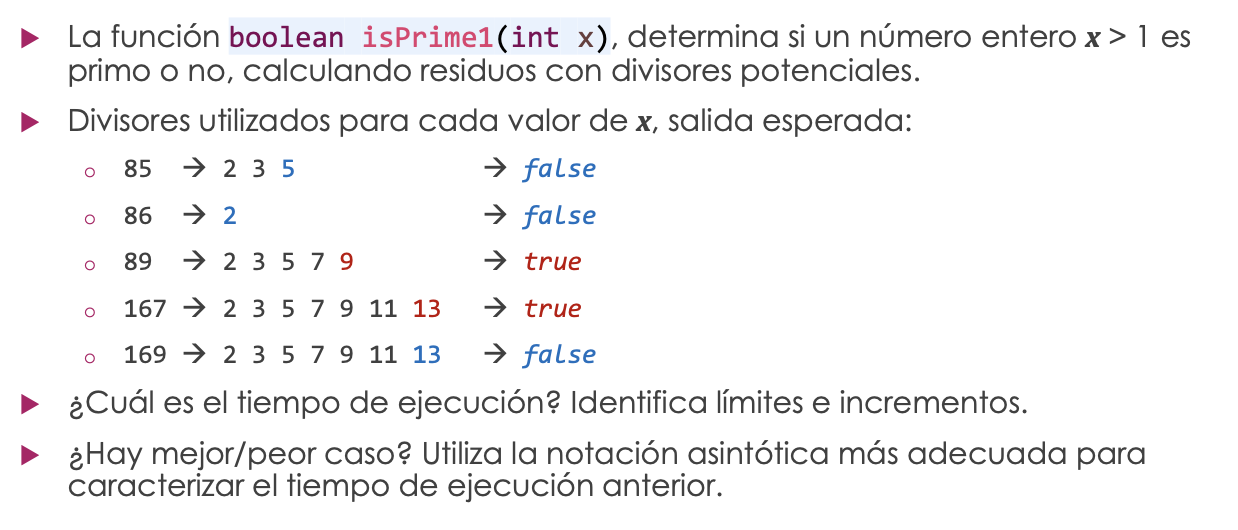 ▶ La función boolean isPrime1(int x), determina si un número entero x > 1 es
primo o no, calculando residuos con divisores potenciales.
▶ Divisores utilizados para cada valor de x, salida esperada:
○ 85 → 2 3 5 → false
○ 86 → 2 → false
○ 89 → 2 3 5 7 9 → true
○ 167 → 2 3 5 7 9 11 13 → true
○ 169 → 2 3 5 7 9 11 13 → false
▶ ¿Cuál es el tiempo de ejecución? Identifica límites e incrementos.
▶ ¿Hay mejor/peor caso? Utiliza la notación asintótica más adecuada para
caracterizar el tiempo de ejecución anterior.